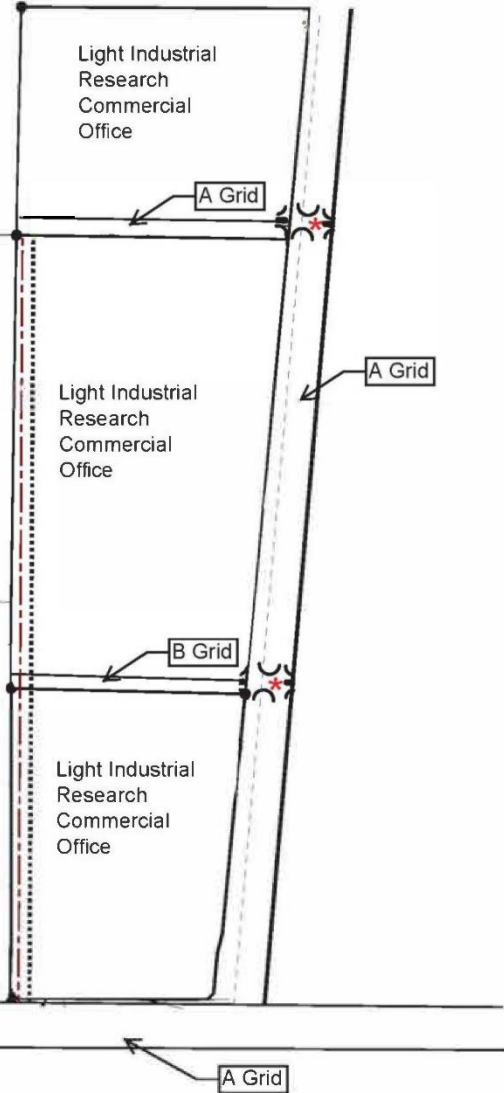 Light Industrial
Research
Commercial
Office
A Grid
A Grid
Light Industrial
Research
Commercial
Office
B Grid
Light Industrial
Research
Commercial
Office
A Grid